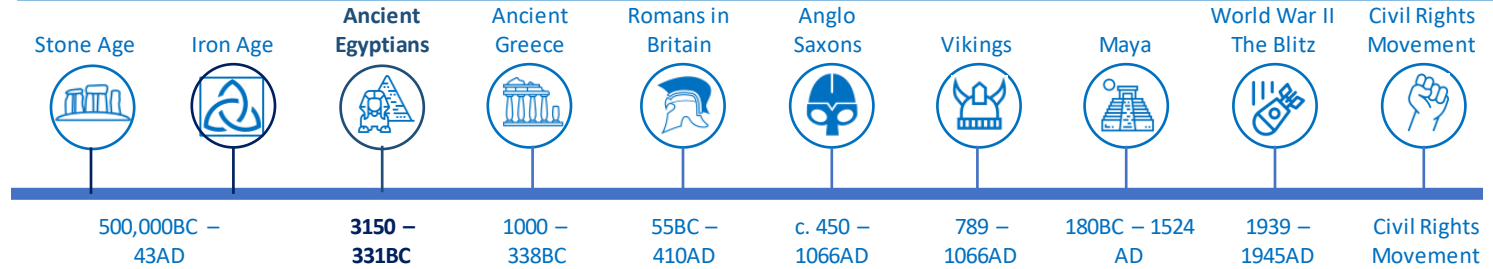 Stone Age
Iron Age
Ancient
Egyptians
Ancient
Greece
Romans in
Britain
Anglo
Saxons
Vikings
Maya
World War II
The Blitz
Civil Rights
Movement
500,000BC –
43AD
3150 –
331BC
1000 –
338BC
55BC –
410AD
c. 450 –
1066AD
789 –
1066AD
180BC – 1524
AD
1939 –
1945AD
Civil Rights
Movement